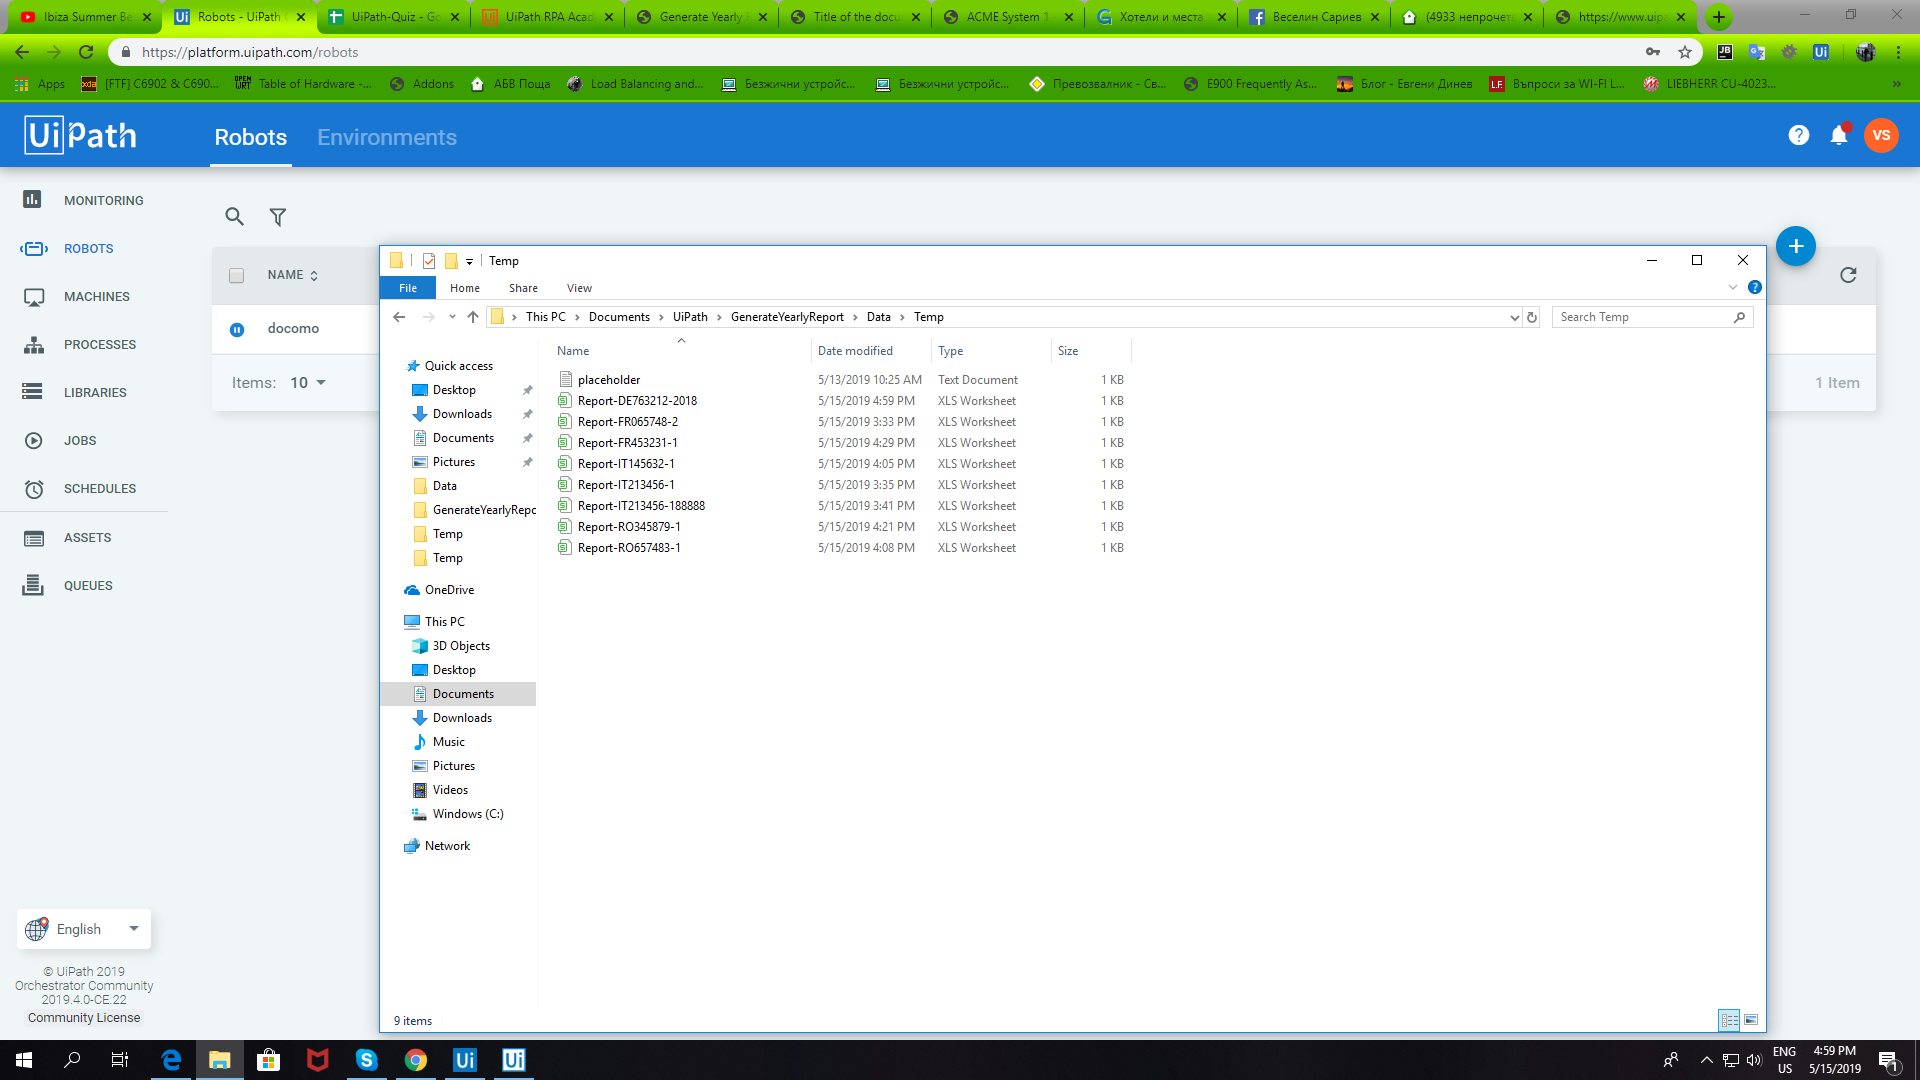 Ibiza Summer Be
Robots - UiPath
UiPath-Quiz - Go
UiPath RPA Acad
Generate Yearly
Title of the docu
ACME System 1
Хотели и места
Веселин Сариев
(4933 непрочете
https://www.uip
https://platform.uipath.com/robots
Apps
[FTF] C6902 & C690...
Table of Hardware -...
Addons
АБВ Поща
Load Balancing and...
Безжични устройс...
Безжични устройс...
Превозвалник - Св...
E900 Frequently As...
Блог - Евгени Динев
Въпроси за WI-FI L...
LIEBHERR CU-4023...
UiPath
Robots
Environments
VS
MONITORING
ROBOTS
MACHINES
PROCESSES
LIBRARIES
JOBS
SCHEDULES
ASSETS
QUEUES
NAME
docomo
Items: 10
1 Item
English
© UiPath 2019
Orchestrator Community
2019.4.0-CE.22
Community License
Temp
File Home Share View
This PC > Documents > UiPath > GenerateYearlyReport > Data > Temp
Search Temp
Quick access
Desktop
Downloads
Documents
Pictures
Data
GenerateYearlyRepo
Temp
Temp
OneDrive
This PC
3D Objects
Desktop
Documents
Downloads
Music
Pictures
Videos
Windows (C:)
Network
Name Date modified Type Size
placeholder 5/13/2019 10:25 AM Text Document 1 KB
Report-DE763212-2018 5/15/2019 4:59 PM XLS Worksheet 1 KB
Report-FR065748-2 5/15/2019 3:33 PM XLS Worksheet 1 KB
Report-FR453231-1 5/15/2019 4:29 PM XLS Worksheet 1 KB
Report-IT145632-1 5/15/2019 4:05 PM XLS Worksheet 1 KB
Report-IT213456-1 5/15/2019 3:35 PM XLS Worksheet 1 KB
Report-IT213456-188888 5/15/2019 3:41 PM XLS Worksheet 1 KB
Report-RO345879-1 5/15/2019 4:21 PM XLS Worksheet 1 KB
Report-RO657483-1 5/15/2019 4:08 PM XLS Worksheet 1 KB
9 items
ENG
US
4:59 PM
5/15/2019
1